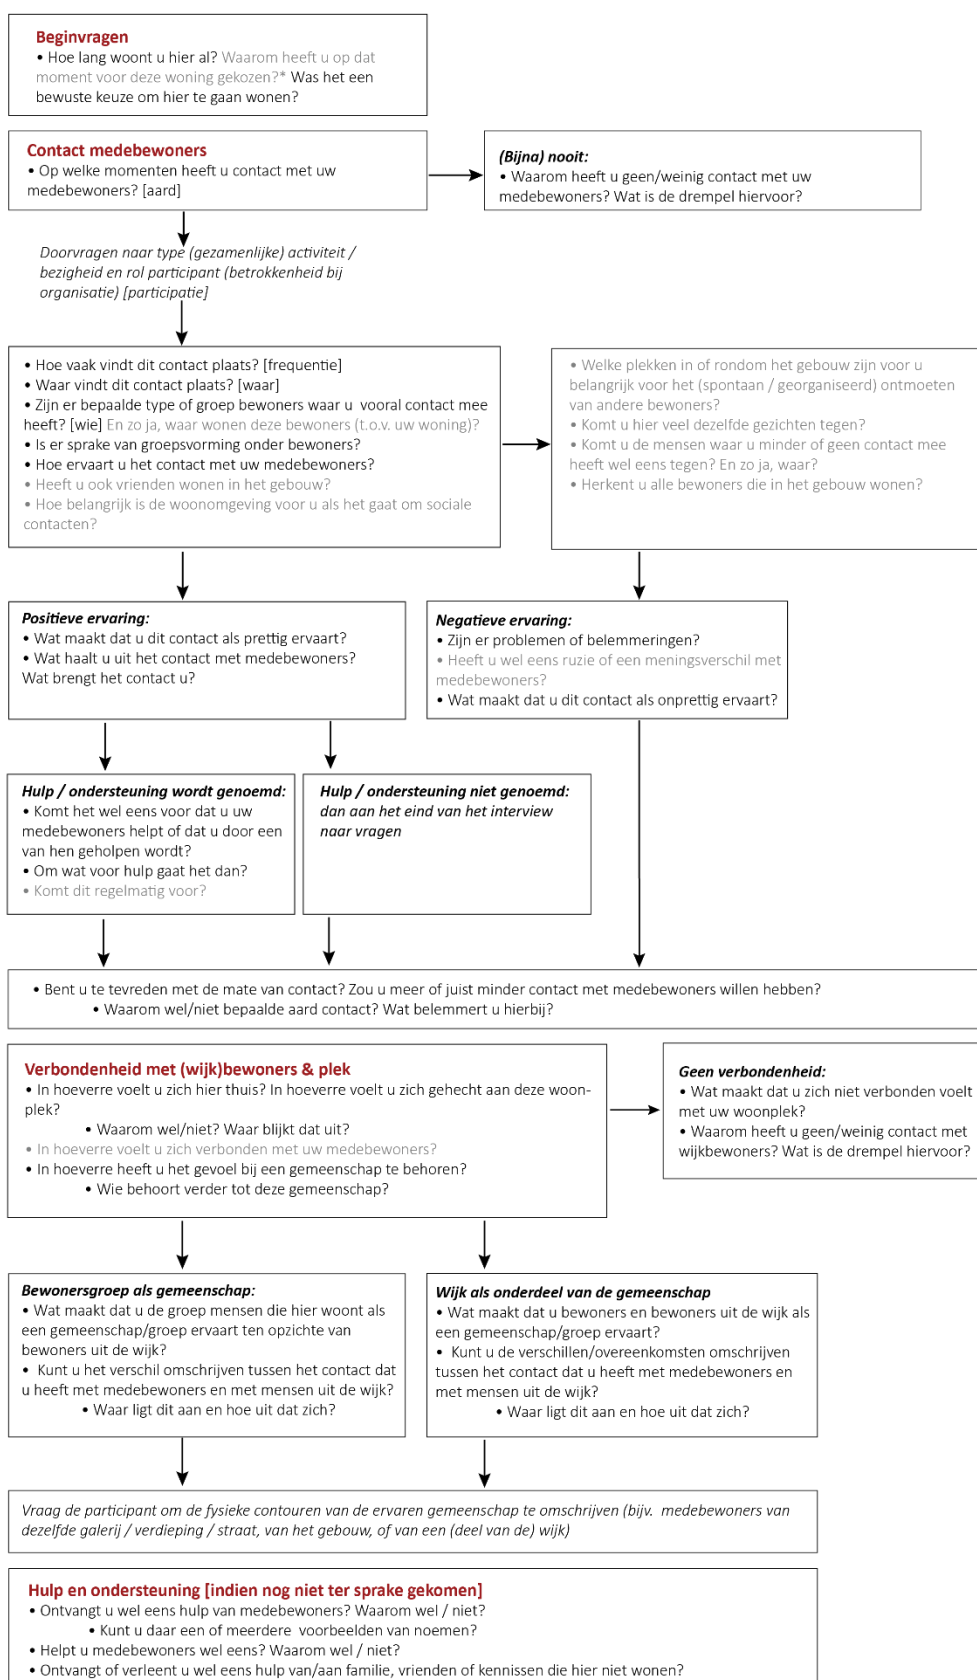 Beginvragen
• Hoe lang woont u hier al? Waarom heeft u op dat
moment voor deze woning gekozen?* Was het een
bewuste keuze om hier te gaan wonen?
Contact medebewoners
• Op welke momenten heeft u contact met uw
medebewoners? [aard]
(Bijna) nooit:
• Waarom heeft u geen/weinig contact met uw
medebewoners? Wat is de drempel hiervoor?
Doorvragen naar type (gezamenlijke) activiteit /
bezigheid en rol participant (betrokkenheid bij
organisatie) [participatie]
• Hoe vaak vindt dit contact plaats? [frequentie]
• Waar vindt dit contact plaats? [waar]
• Zijn er bepaalde type of groep bewoners waar u vooral contact mee
heeft? [wie] En zo ja, waar wonen deze bewoners (t.o.v. uw woning)?
• Is er sprake van groepsvorming onder bewoners?
• Hoe ervaart u het contact met uw medebewoners?
• Heeft u ook vrienden wonen in het gebouw?
• Hoe belangrijk is de woonomgeving voor u als het gaat om sociale
contacten?
• Welke plekken in of rondom het gebouw zijn voor u
belangrijk voor het (spontaan / georganiseerd) ontmoeten
van andere bewoners?
• Komt u hier veel dezelfde gezichten tegen?
• Komt u de mensen waar u minder of geen contact mee
heeft wel eens tegen? En zo ja, waar?
• Herkent u alle bewoners die in het gebouw wonen?
Positieve ervaring:
• Wat maakt dat u dit contact als prettig ervaart?
• Wat haalt u uit het contact met medebewoners?
Wat brengt het contact u?
Negatieve ervaring:
• Zijn er problemen of belemmeringen?
• Heeft u wel eens ruzie of een meningsverschil met
medebewoners?
• Wat maakt dat u dit contact als onprettig ervaart?
Hulp / ondersteuning wordt genoemd:
• Komt het wel eens voor dat u uw
medebewoners helpt of dat u door een
van hen geholpen wordt?
• Om wat voor hulp gaat het dan?
• Komt dit regelmatig voor?
Hulp / ondersteuning niet genoemd:
dan aan het eind van het interview
naar vragen
• Bent u te tevreden met de mate van contact? Zou u meer of juist minder contact met medebewoners willen hebben?
• Waarom wel/niet bepaalde aard contact? Wat belemmert u hierbij?
Verbondenheid met (wijk)bewoners & plek
• In hoeverre voelt u zich hier thuis? In hoeverre voelt u zich gehecht aan deze woon-
plek?
• Waarom wel/niet? Waar blijkt dat uit?
• In hoeverre voelt u zich verbonden met uw medebewoners?
• In hoeverre heeft u het gevoel bij een gemeenschap te behoren?
• Wie behoort verder tot deze gemeenschap?
Geen verbondenheid:
• Wat maakt dat u zich niet verbonden voelt
met uw woonplek?
• Waarom heeft u geen/weinig contact met
wijkbewoners? Wat is de drempel hiervoor?
Bewonersgroep als gemeenschap:
• Wat maakt dat u de groep mensen die hier woont als
een gemeenschap/groep ervaart ten opzichte van
bewoners uit de wijk?
• Kunt u het verschil omschrijven tussen het contact dat
u heeft met medebewoners en met mensen uit de wijk?
• Waar ligt dit aan en hoe uit dat zich?
Wijk als onderdeel van de gemeenschap
• Wat maakt dat u bewoners en bewoners uit de wijk als
een gemeenschap/groep ervaart?
• Kunt u de verschillen/overeenkomsten omschrijven
tussen het contact dat u heeft met medebewoners en
met mensen uit de wijk?
• Waar ligt dit aan en hoe uit dat zich?
Vraag de participant om de fysieke contouren van de ervaren gemeenschap te omschrijven (bijv. medebewoners van
dezelfde galerij / verdieping / straat, van het gebouw, of van een (deel van de) wijk)
Hulp en ondersteuning [indien nog niet ter sprake gekomen]
• Ontvangt u wel eens hulp van medebewoners? Waarom wel / niet?
• Kunt u daar een of meerdere voorbeelden van noemen?
• Helpt u medebewoners wel eens? Waarom wel / niet?
• Ontvangt of verleent u wel eens hulp van/aan familie, vrienden of kennissen die hier niet wonen?